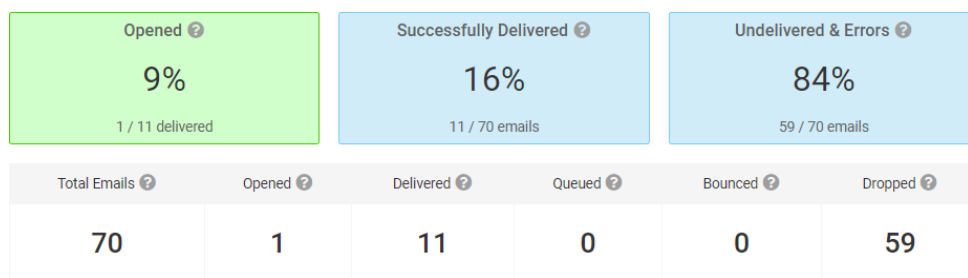 Opened ?
Successfully Delivered ?
Undelivered & Errors ?
9%
16%
84%
1 / 11 delivered
11 / 70 emails
59 / 70 emails
Total Emails ?
Opened ?
Delivered ?
Queued ?
Bounced ?
Dropped ?
70
1
11
0
0
59